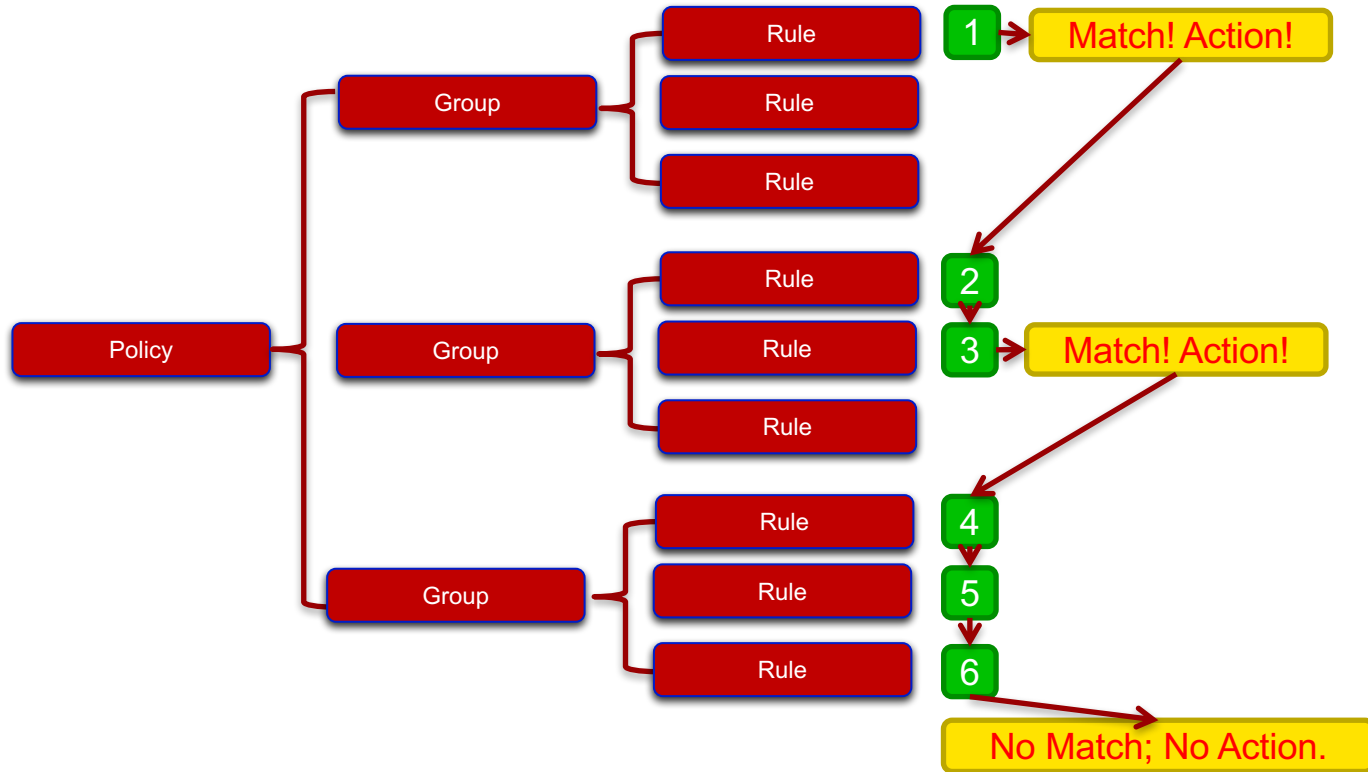 Rule
1
Match! Action!
Group
Rule
Rule
Rule
2
Policy
Group
Rule
3
Match! Action!
Rule
Rule
4
Group
Rule
5
Rule
6
No Match; No Action.